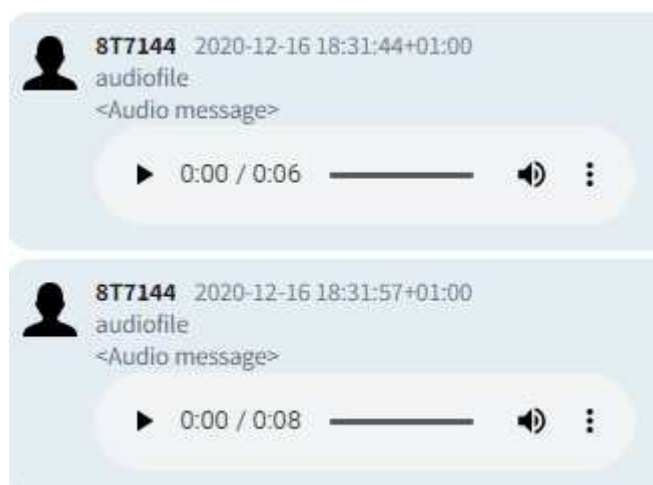 8T7144 2020-12-16 18:31:44+01:00
audiofile
<Audio message>
0:00 / 0:06
8T7144 2020-12-16 18:31:57+01:00
audiofile
<Audio message>
0:00 / 0:08